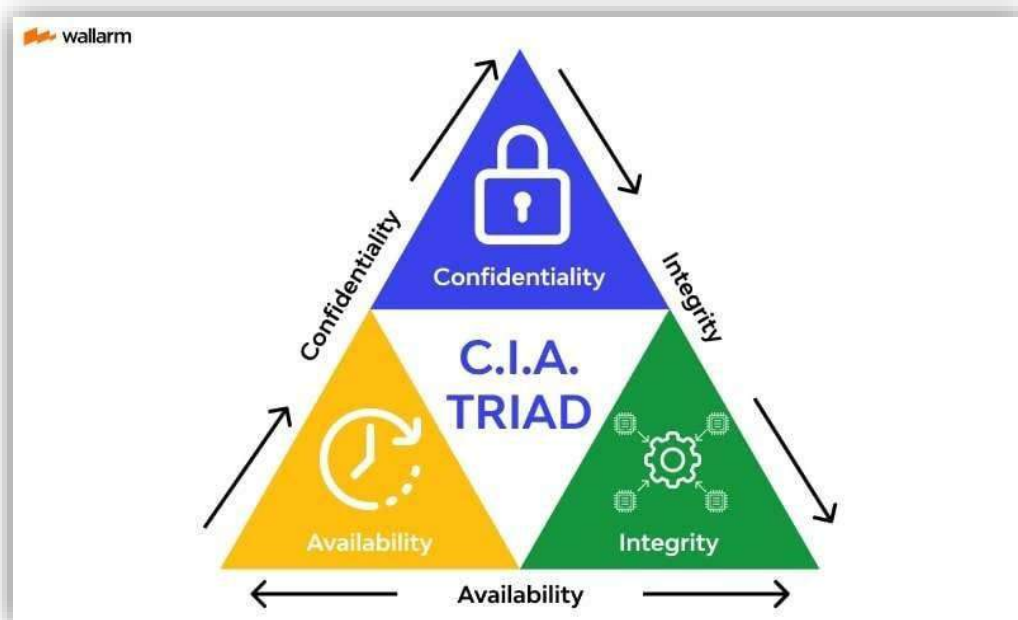 wallarm
Confidentiality
Confidentiality
Integrity
C.I.A.
TRIAD
Availability
Integrity
Availability